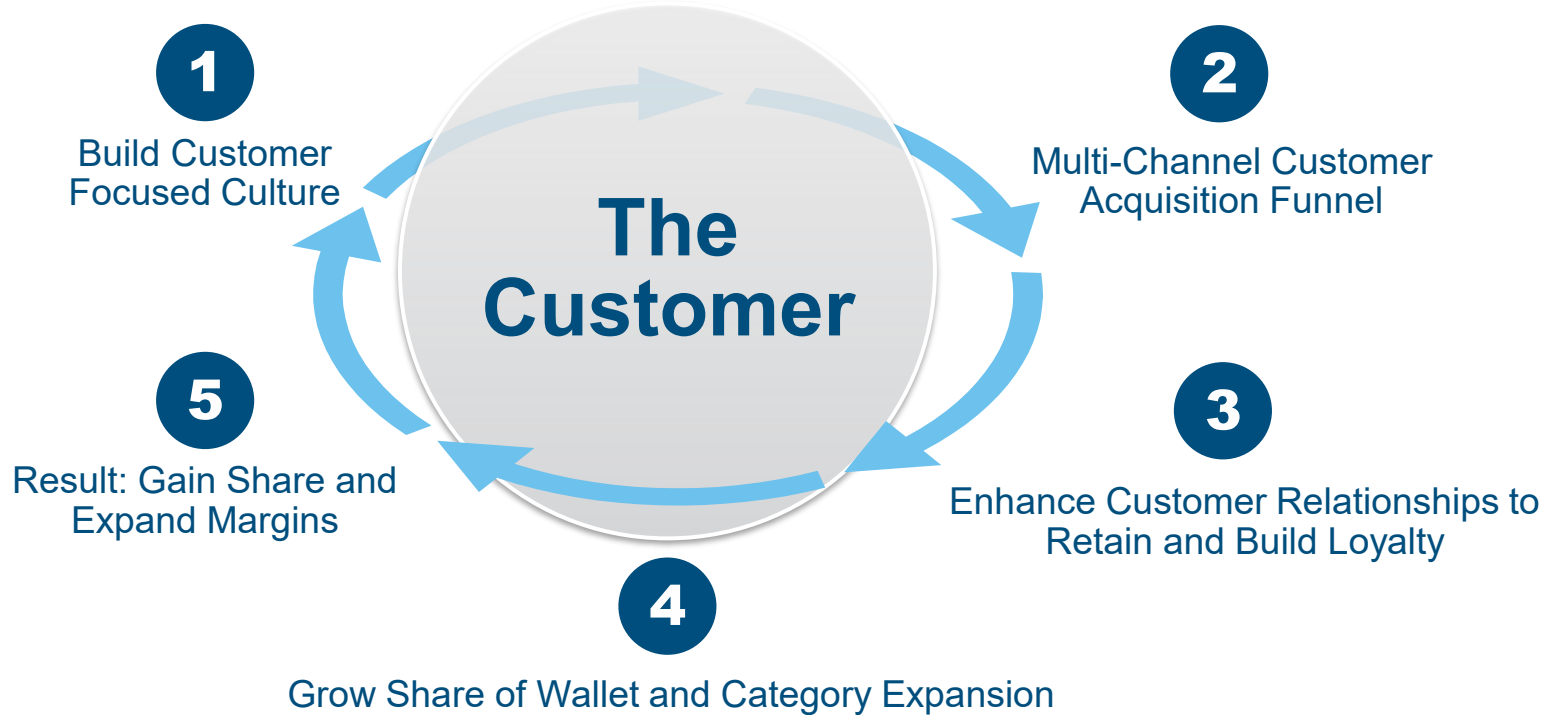 1
Build Customer
Focused Culture
2
Multi-Channel Customer
Acquisition Funnel
The
Customer
3
Enhance Customer Relationships to
Retain and Build Loyalty
4
Grow Share of Wallet and Category Expansion
5
Result: Gain Share and
Expand Margins